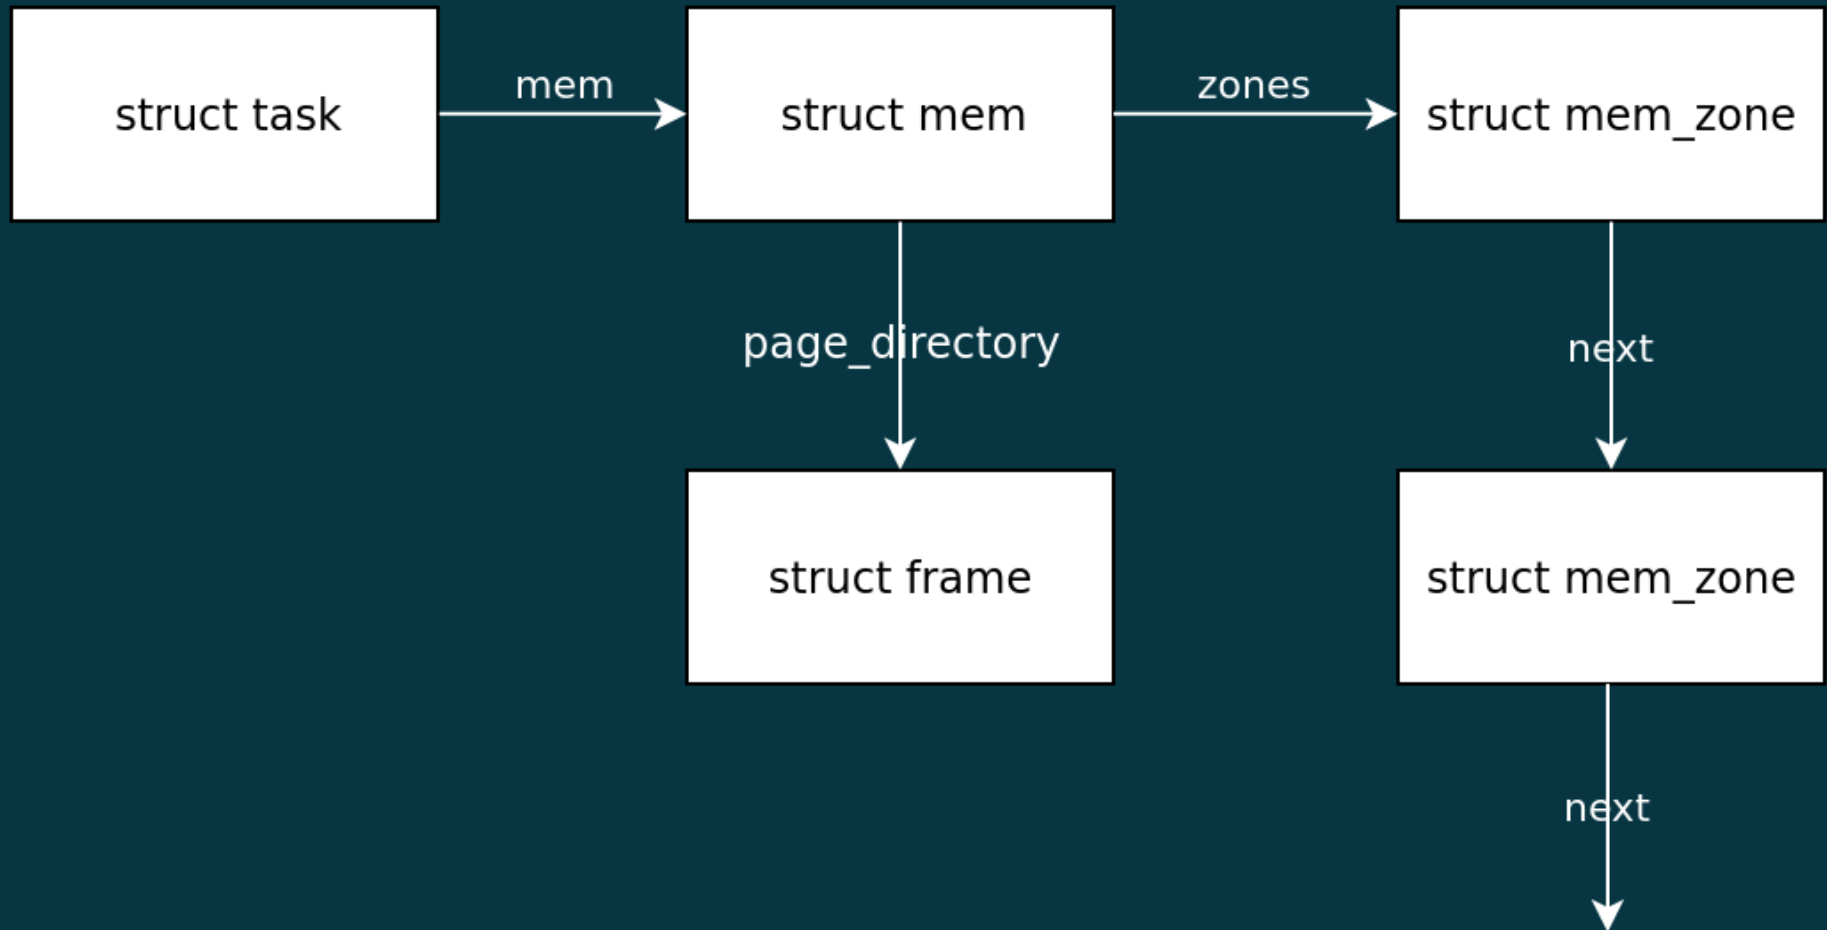 struct task
mem
struct mem
zones
struct mem_zone
page_directory
next
struct frame
struct mem_zone
next